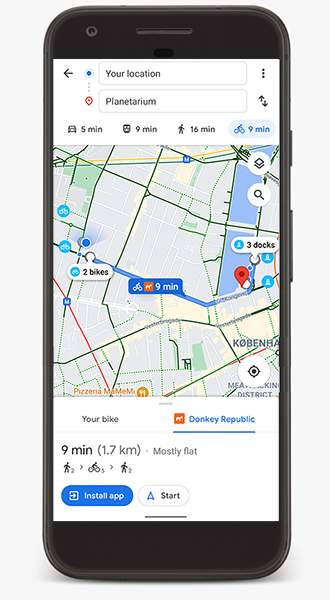 Your location
Planetarium
5 min
9 min
16 min
9 min
M
2 bikes
3 docks
9 min
Vesterbrogade
Vesterbrogade
KØBENHA
M
MEATPACKING
DISTRICT
Pizzeria MaMeMi
Your bike
Donkey Republic
9 min (1.7 km) · Mostly flat
2 > 5 > 2
Install app
Start